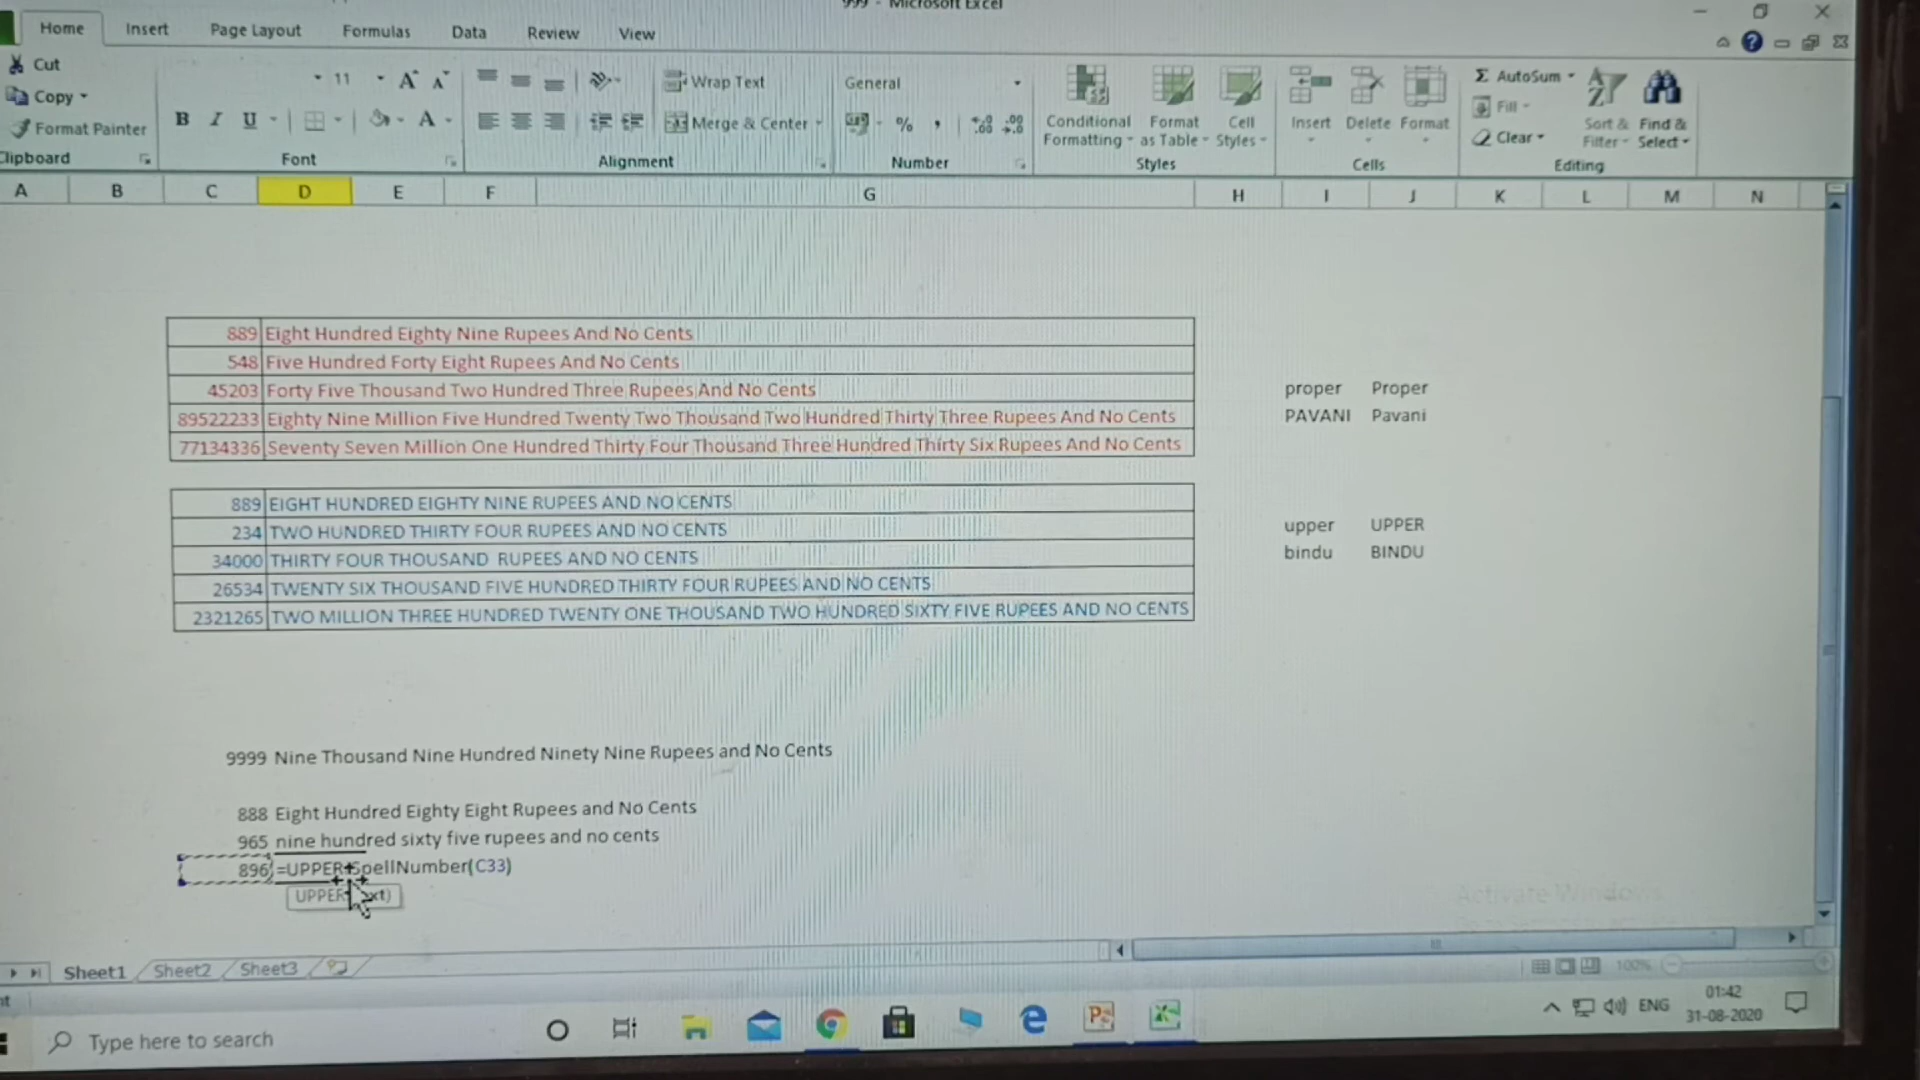 999 - Microsoft Excel
Home Insert Page Layout Formulas Data Review View
Cut
Copy
Format Painter
Clipboard
11 A A
B I U A
Font
Wrap Text
Merge & Center
Alignment
General
% ,
Number
Conditional Formatting
Format as Table
Cell Styles
Styles
Insert Delete Format
Cells
Σ AutoSum
Fill
Clear
Sort & Filter
Find & Select
Editing
A B C D E F G H I J K L M N
889 Eight Hundred Eighty Nine Rupees And No Cents
548 Five Hundred Forty Eight Rupees And No Cents
45203 Forty Five Thousand Two Hundred Three Rupees And No Cents
proper Proper
89522233 Eighty Nine Million Five Hundred Twenty Two Thousand Two Hundred Thirty Three Rupees And No Cents
PAVANI Pavani
77134336 Seventy Seven Million One Hundred Thirty Four Thousand Three Hundred Thirty Six Rupees And No Cents
889 EIGHT HUNDRED EIGHTY NINE RUPEES AND NO CENTS
234 TWO HUNDRED THIRTY FOUR RUPEES AND NO CENTS
upper UPPER
34000 THIRTY FOUR THOUSAND RUPEES AND NO CENTS
bindu BINDU
26534 TWENTY SIX THOUSAND FIVE HUNDRED THIRTY FOUR RUPEES AND NO CENTS
2321265 TWO MILLION THREE HUNDRED TWENTY ONE THOUSAND TWO HUNDRED SIXTY FIVE RUPEES AND NO CENTS
9999 Nine Thousand Nine Hundred Ninety Nine Rupees and No Cents
888 Eight Hundred Eighty Eight Rupees and No Cents
965 nine hundred sixty five rupees and no cents
896 =UPPER SpellNumber(C33)
UPPER
Activate Windows
Sheet1 Sheet2 Sheet3
100%
Type here to search
ENG
01:42
31-08-2020